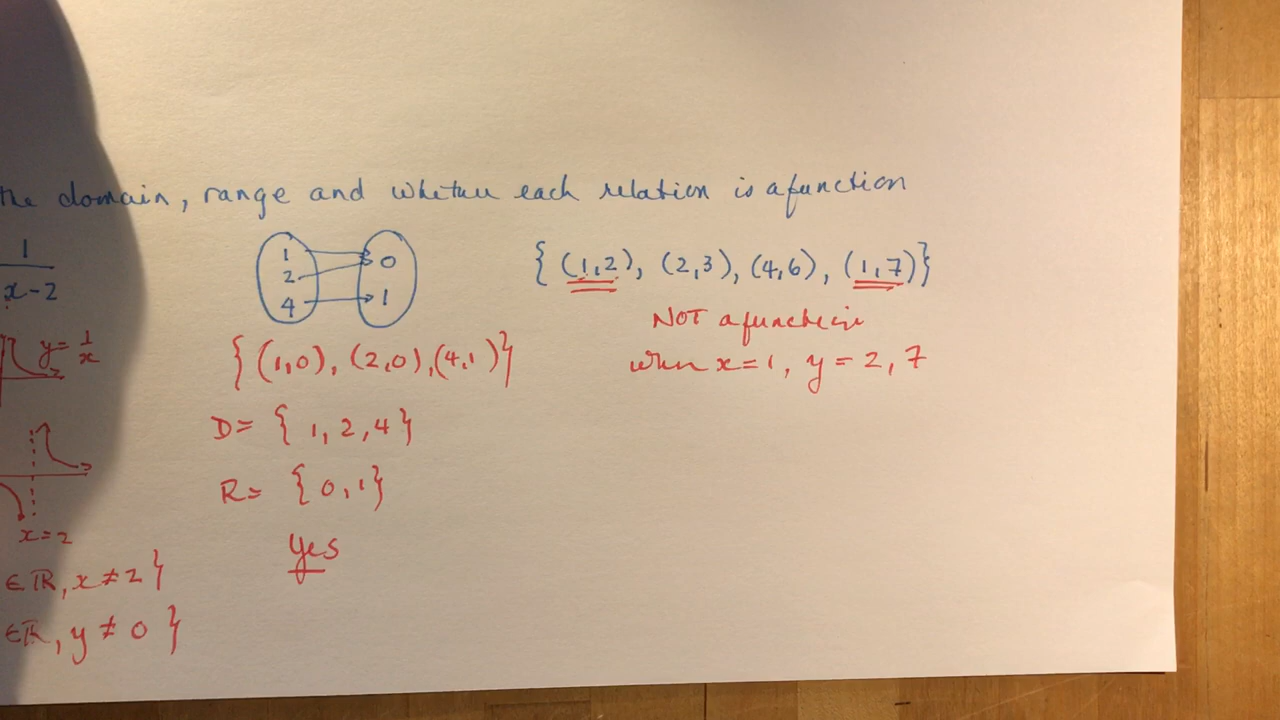 the domain, range and whether each relation is a function
1
x-2
y = 1/x
x=2
∈ℝ, x ≠ 2 }
∈ℝ, y ≠ 0 }
1
2
4
0
1
{ (1,0), (2,0), (4,1) }
D= { 1, 2, 4 }
R= { 0, 1 }
Yes
{ (1,2), (2,3), (4,6), (1,7) }
NOT a function
when x=1, y = 2, 7